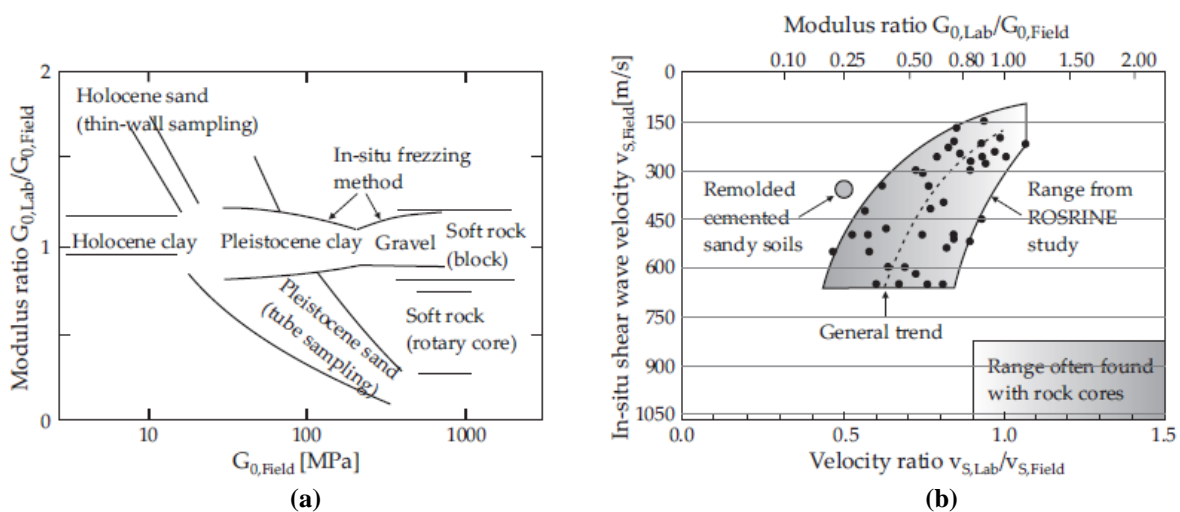 2
Holocene sand
(thin-wall sampling)
In-situ frezzing
method
Holocene clay
Pleistocene clay
Gravel
Soft rock
(block)
1
Pleistocene sand
(tube sampling)
Soft rock
(rotary core)
0
Modulus ratio G0,Lab/G0,Field
10
100
1000
G0,Field [MPa]
(a)
Modulus ratio G0,Lab/G0,Field
0.10
0.25
0.50
0.80
1.00
1.50
2.00
In-situ shear wave velocity vS,Field[m/s]
0
150
300
450
600
750
900
1050
Remolded
cemented
sandy soils
Range from
ROSRINE
study
General trend
Range often found
with rock cores
0.0
0.5
1.0
1.5
Velocity ratio vS,Lab/vS,Field
(b)